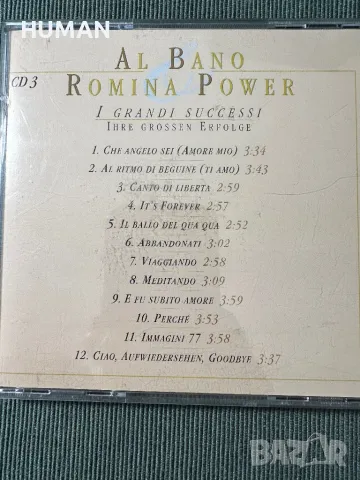 HUMAN
CD 3
AL BANO
ROMINA POWER
I GRANDI SUCCESSI
IHRE GROSSEN ERFOLGE
1. CHE ANGELO SEI (AMORE MIO) 3:34
2. AL RITMO DI BEGUINE (TI AMO) 3:43
3. CANTO DI LIBERTA 2:59
4. IT'S FOREVER 2:57
5. IL BALLO DEL QUA QUA 2:52
6. ABBANDONATI 3:02
7. VIAGGIANDO 2:58
8. MEDITANDO 3:09
9. E FU SUBITO AMORE 3:59
10. PERCHÉ 3:53
11. IMMAGINI 77 3:58
12. CIAO, AUFWIEDERSEHEN, GOODBYE 3:37
BAZAR
bg